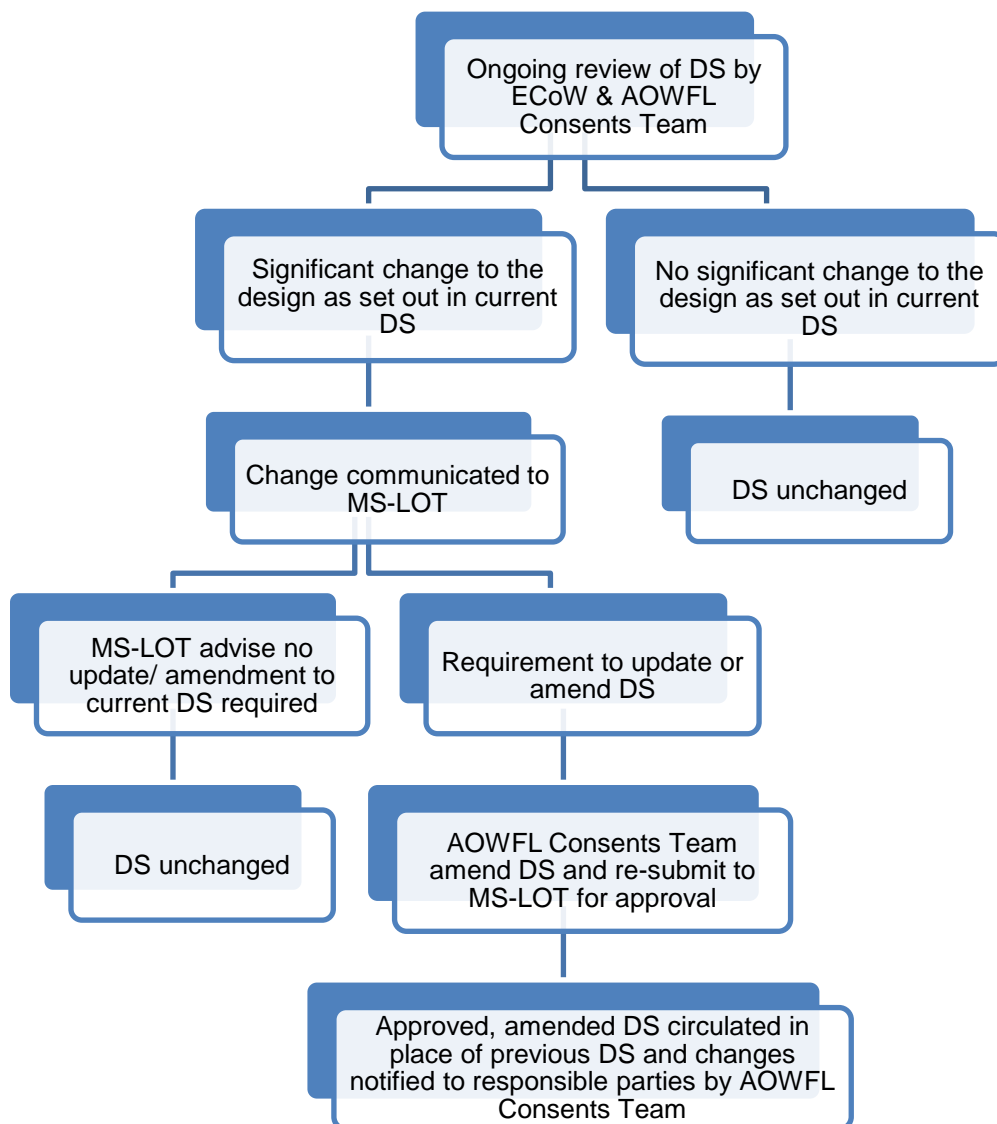 Ongoing review of DS by
ECoW & AOWFL
Consents Team
Significant change to the
design as set out in current
DS
No significant change to the
design as set out in current
DS
Change communicated to
MS-LOT
DS unchanged
MS-LOT advise no
update/ amendment to
current DS required
Requirement to update or
amend DS
DS unchanged
AOWFL Consents Team
amend DS and re-submit to
MS-LOT for approval
Approved, amended DS circulated in
place of previous DS and changes
notified to responsible parties by AOWFL
Consents Team